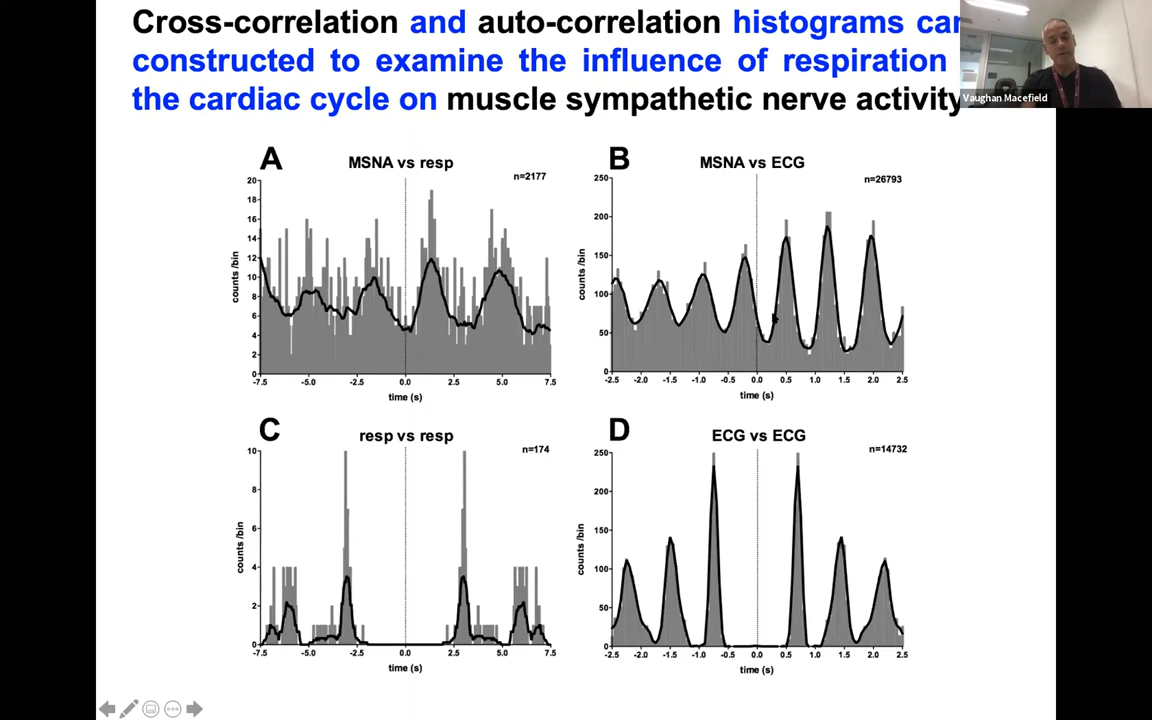 Cross-correlation and auto-correlation histograms can
constructed to examine the influence of respiration
the cardiac cycle on muscle sympathetic nerve activity
Vaughan Macefield
A
MSNA vs resp
n=2177
counts /bin
20
18
16
14
12
10
8
6
4
2
0
-7.5 -5.0 -2.5 0.0 2.5 5.0 7.5
time (s)
B
MSNA vs ECG
n=26793
counts /bin
250
200
150
100
50
0
-2.5 -2.0 -1.5 -1.0 -0.5 0.0 0.5 1.0 1.5 2.0 2.5
time (s)
C
resp vs resp
n=174
counts /bin
10
8
6
4
2
0
-7.5 -5.0 -2.5 0.0 2.5 5.0 7.5
time (s)
D
ECG vs ECG
n=14732
counts /bin
250
200
150
100
50
0
-2.5 -2.0 -1.5 -1.0 -0.5 0.0 0.5 1.0 1.5 2.0 2.5
time (s)